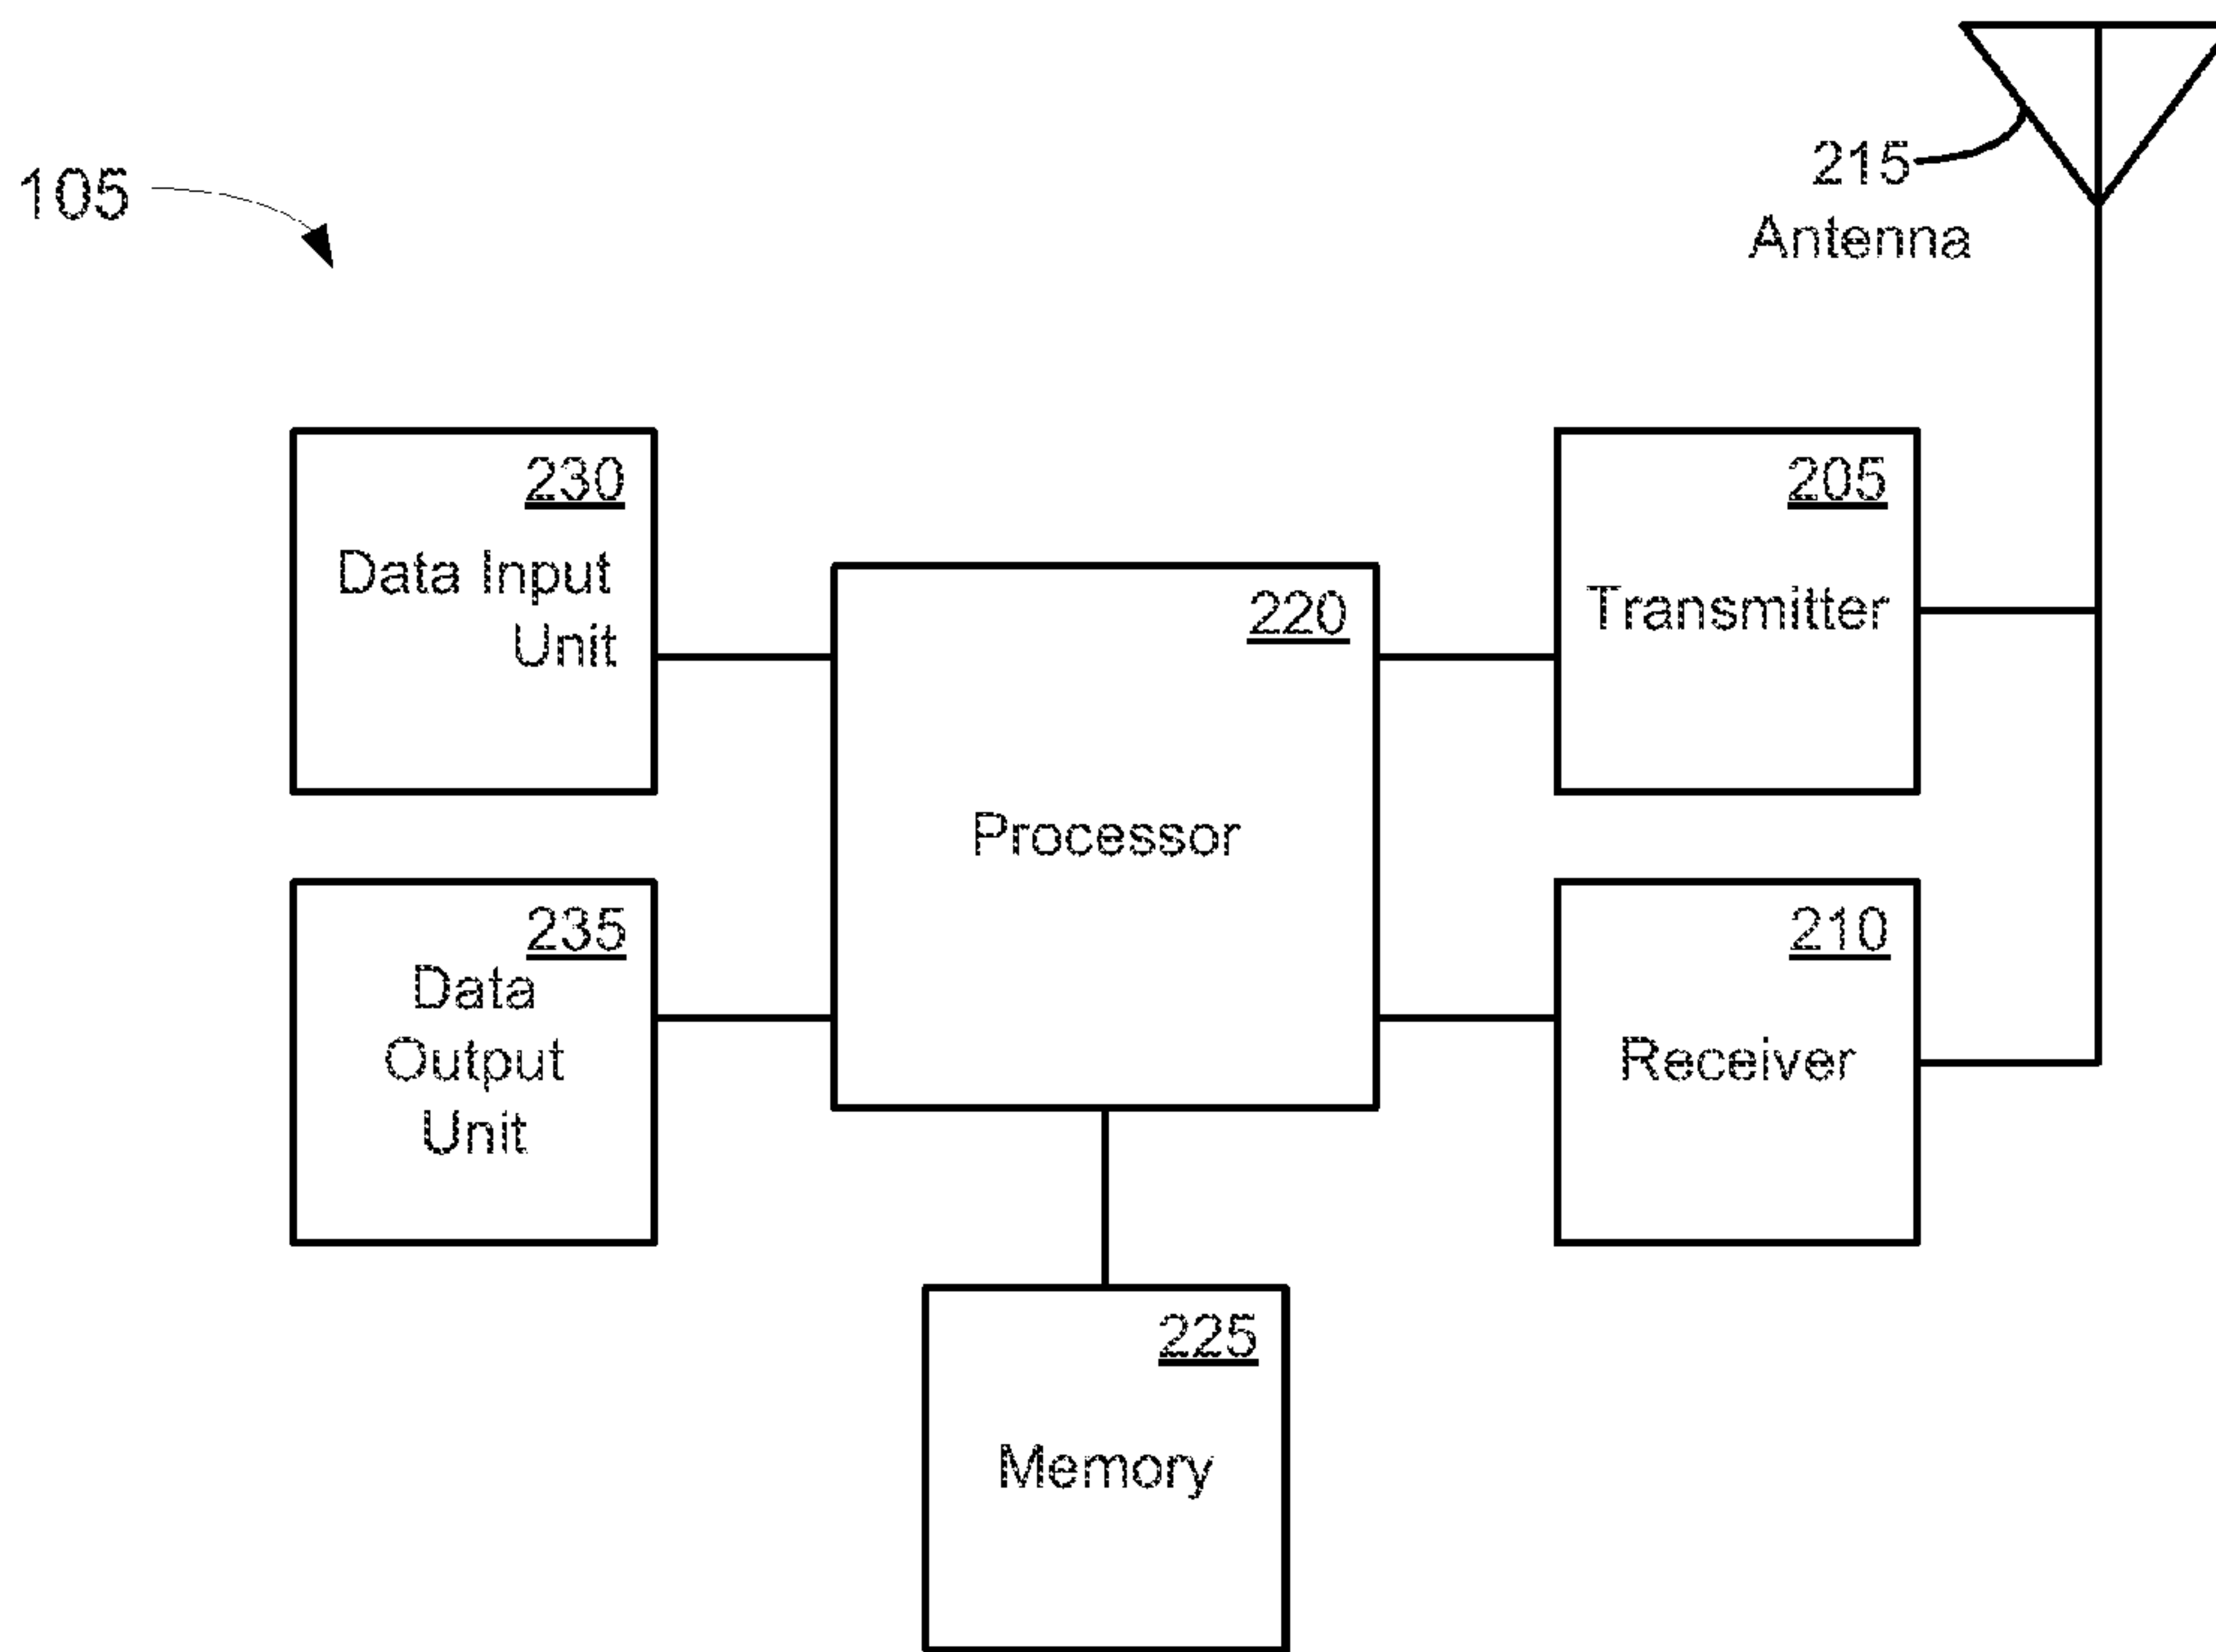 215
Antenna
105
230
Data Input
Unit
205
Transmitter
220
Processor
235
Data
Output
Unit
210
Receiver
225
Memory